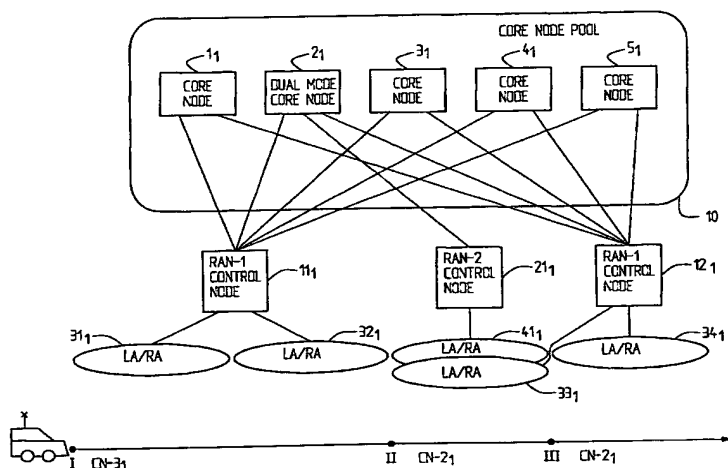 CORE NODE POOL
1₁
2₁
3₁
4₁
5₁
CORE
NODE
DUAL MODE
CORE NODE
CORE
NODE
CORE
NODE
CORE
NODE
10
RAN-1
CONTROL
NODE
11₁
RAN-2
CONTROL
NODE
21₁
RAN-1
CONTROL
NODE
12₁
31₁
LA/RA
32₁
LA/RA
41₁
LA/RA
LA/RA
33₁
34₁
LA/RA
I CN-3₁
II CN-2₁
III CN-2₁